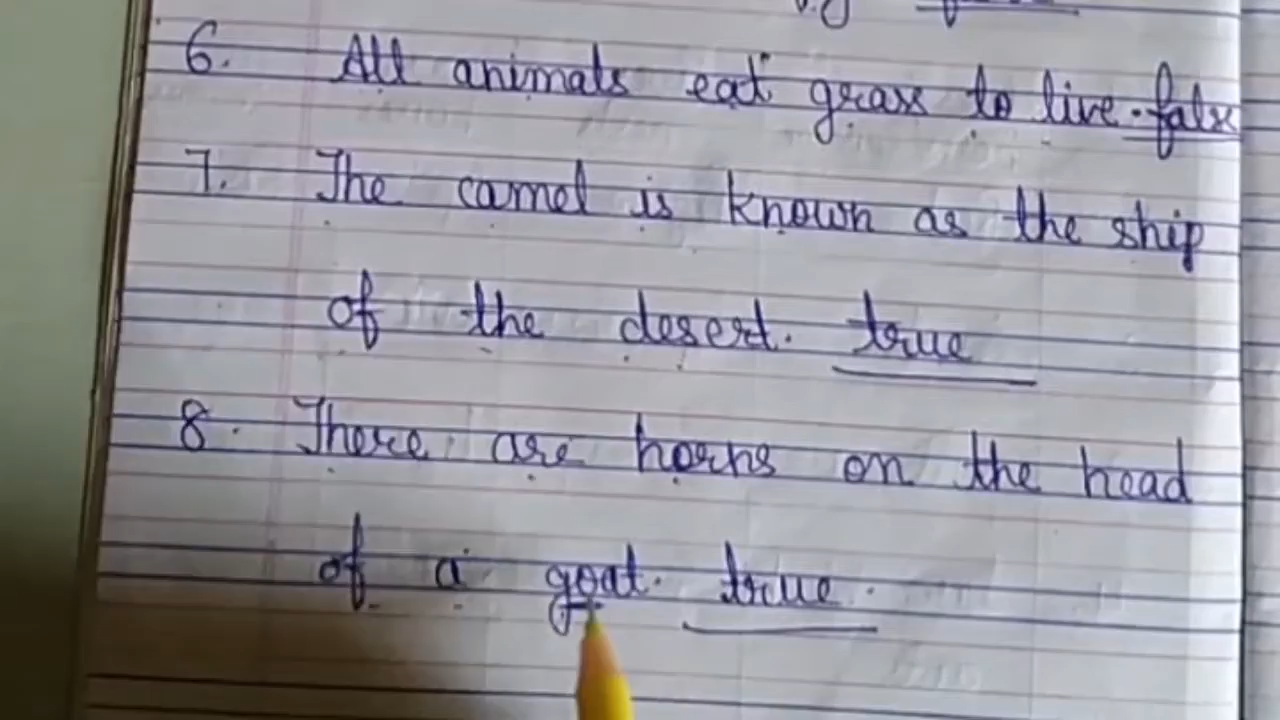 6. All animals eat grass to live. false
7. The camel is known as the ship
of the desert. true
8. There are horns on the head
of a goat. true.